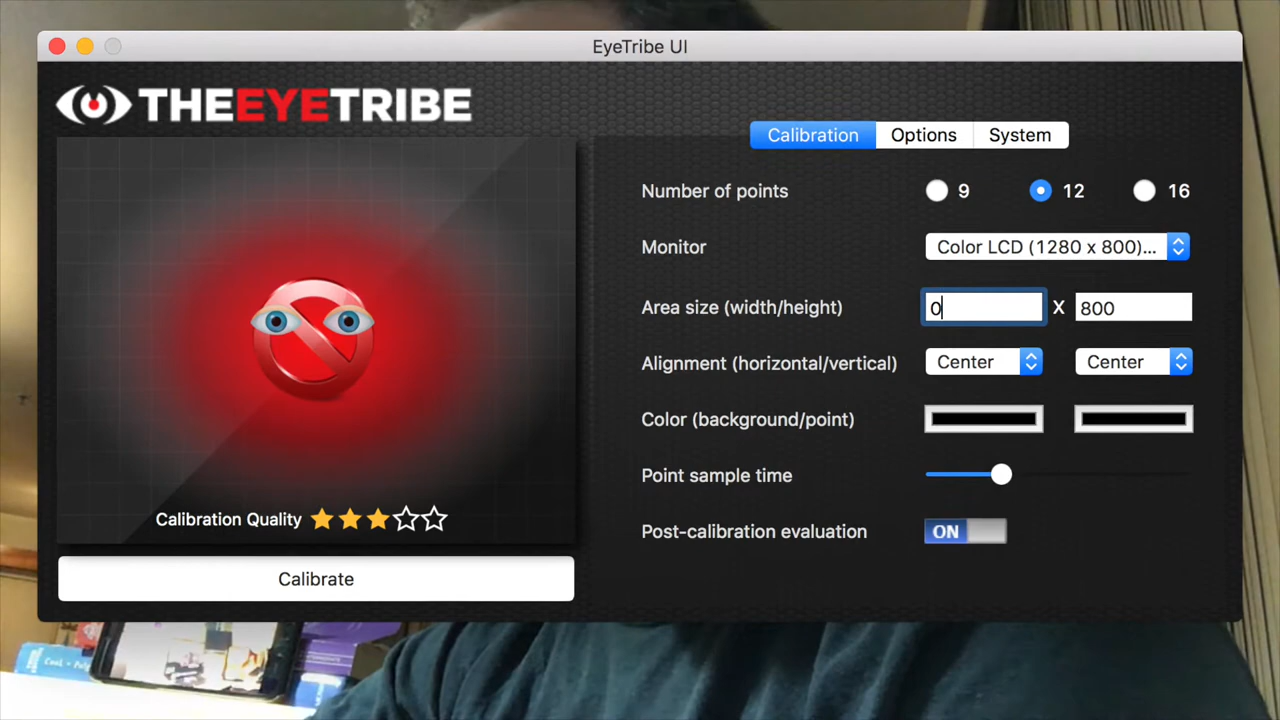 EyeTribe UI
THEEYETRIBE
Calibration Options System
Number of points 9 12 16
Monitor Color LCD (1280 x 800)...
Area size (width/height) 0 X 800
Alignment (horizontal/vertical) Center Center
Color (background/point)
Point sample time
Post-calibration evaluation ON
Calibration Quality
Calibrate